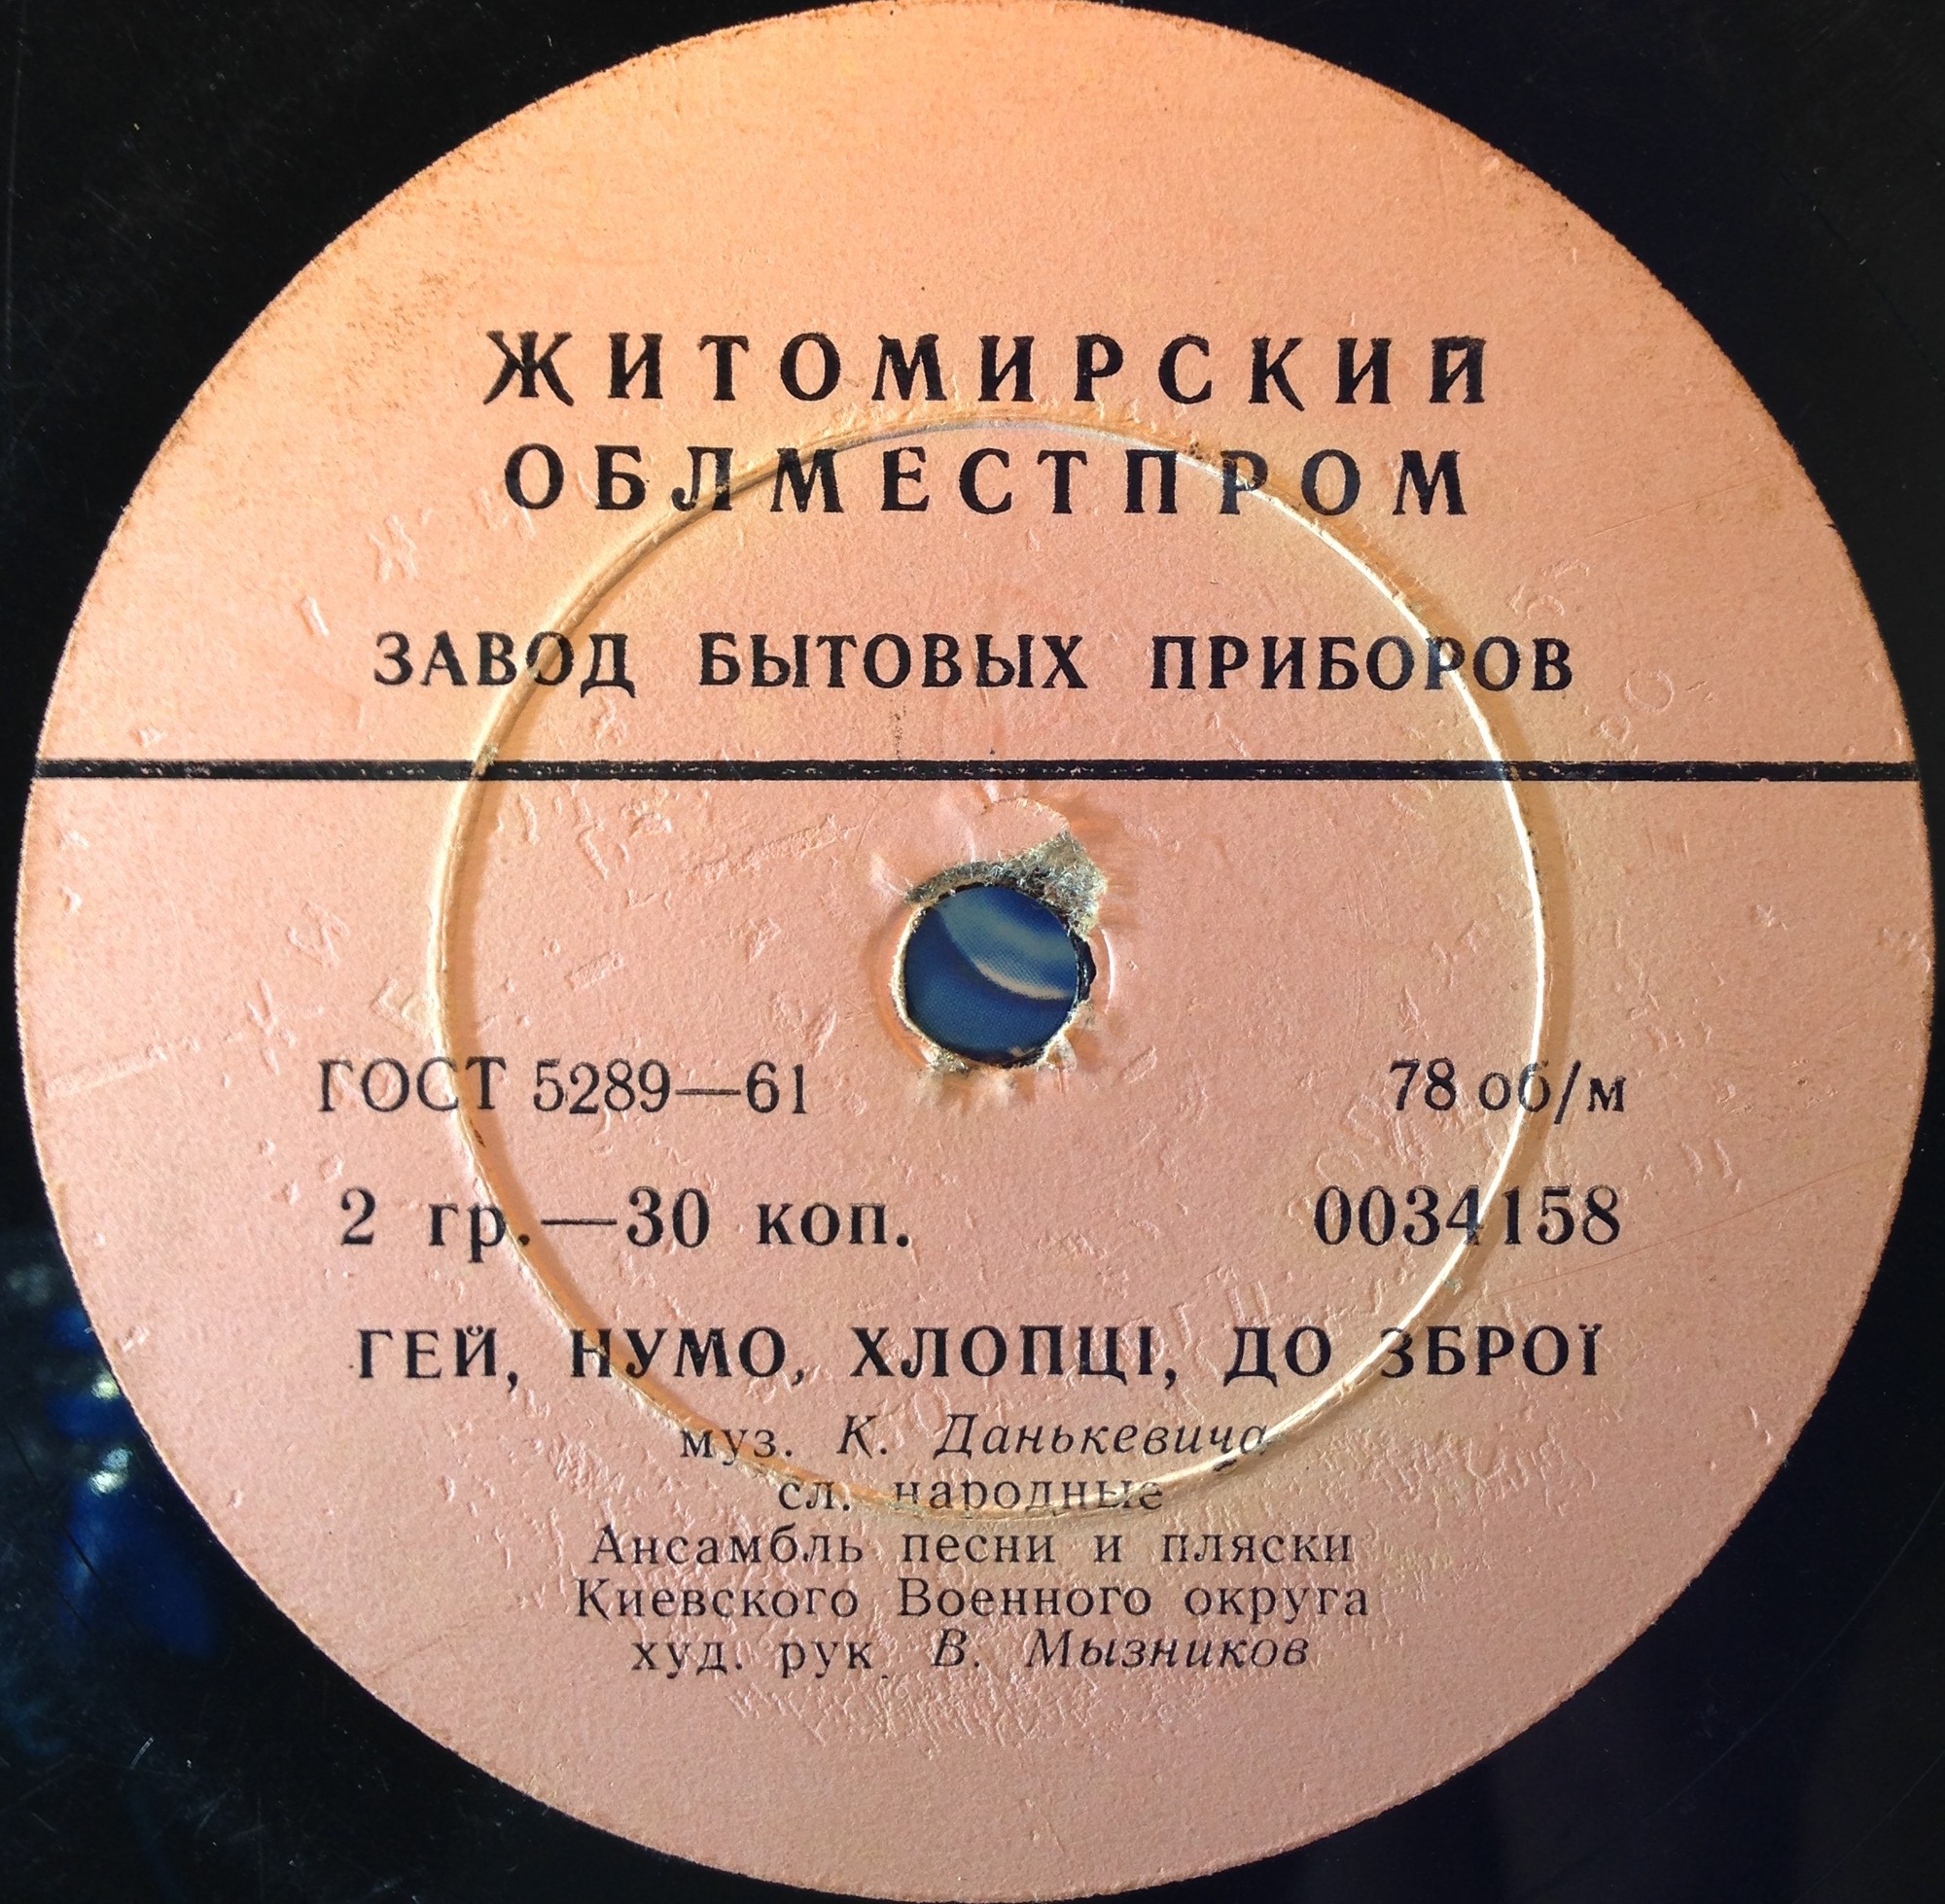 ЖИТОМИРСКИЙ
ОБЛМЕСТПРОМ
ЗАВОД БЫТОВЫХ ПРИБОРОВ
ГОСТ 5289—61 78 об/м
2 гр.—30 коп. 0034158
ГЕЙ, НУМО, ХЛОПЦІ, ДО ЗБРОЇ
муз. К. Данькевича
сл. народные
Ансамбль песни и пляски
Киевского Военного округа
худ. рук. В. Мызников